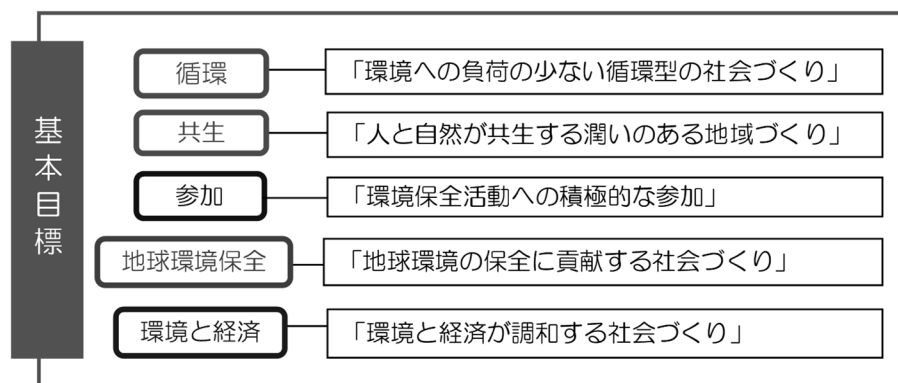 基本目標
循環
「環境への負荷の少ない循環型の社会づくり」
共生
「人と自然が共生する潤いのある地域づくり」
参加
「環境保全活動への積極的な参加」
地球環境保全
「地球環境の保全に貢献する社会づくり」
環境と経済
「環境と経済が調和する社会づくり」